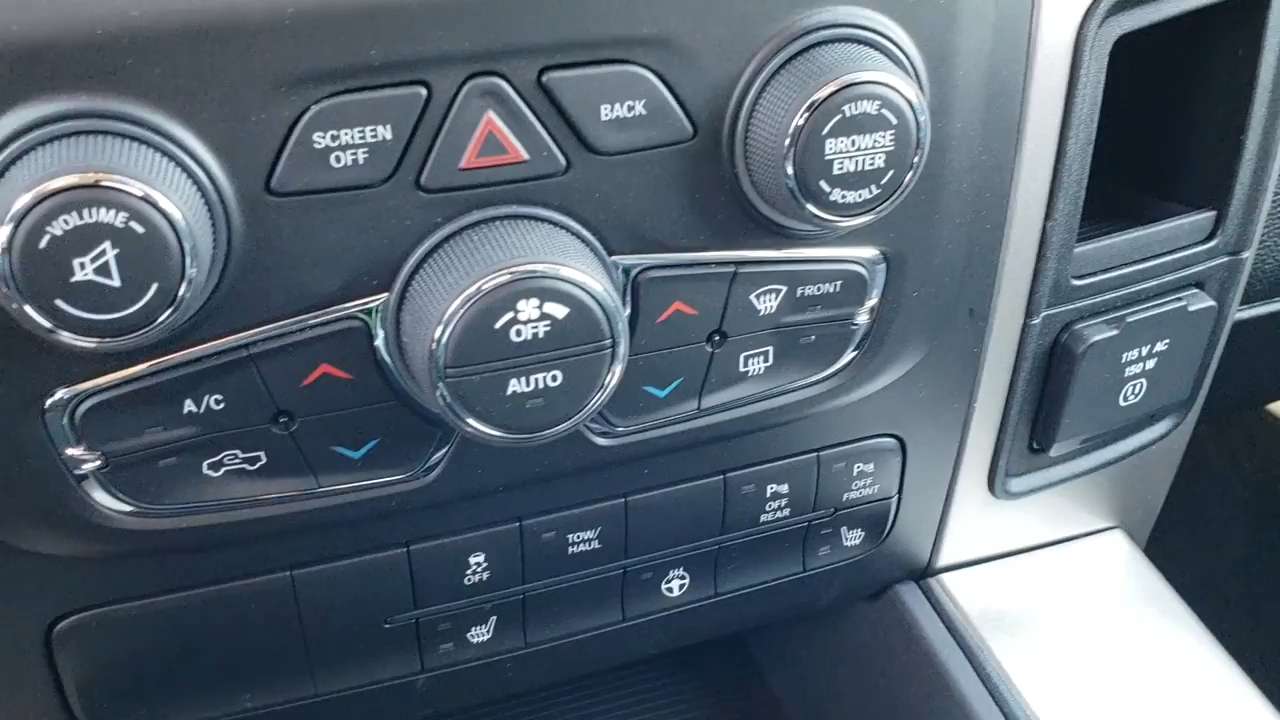 SCREEN
OFF
BACK
TUNE
BROWSE
ENTER
SCROLL
VOLUME
OFF
AUTO
FRONT
A/C
115 V AC
150 W
OFF
TOW/
HAUL
P
OFF
REAR
P
OFF
FRONT